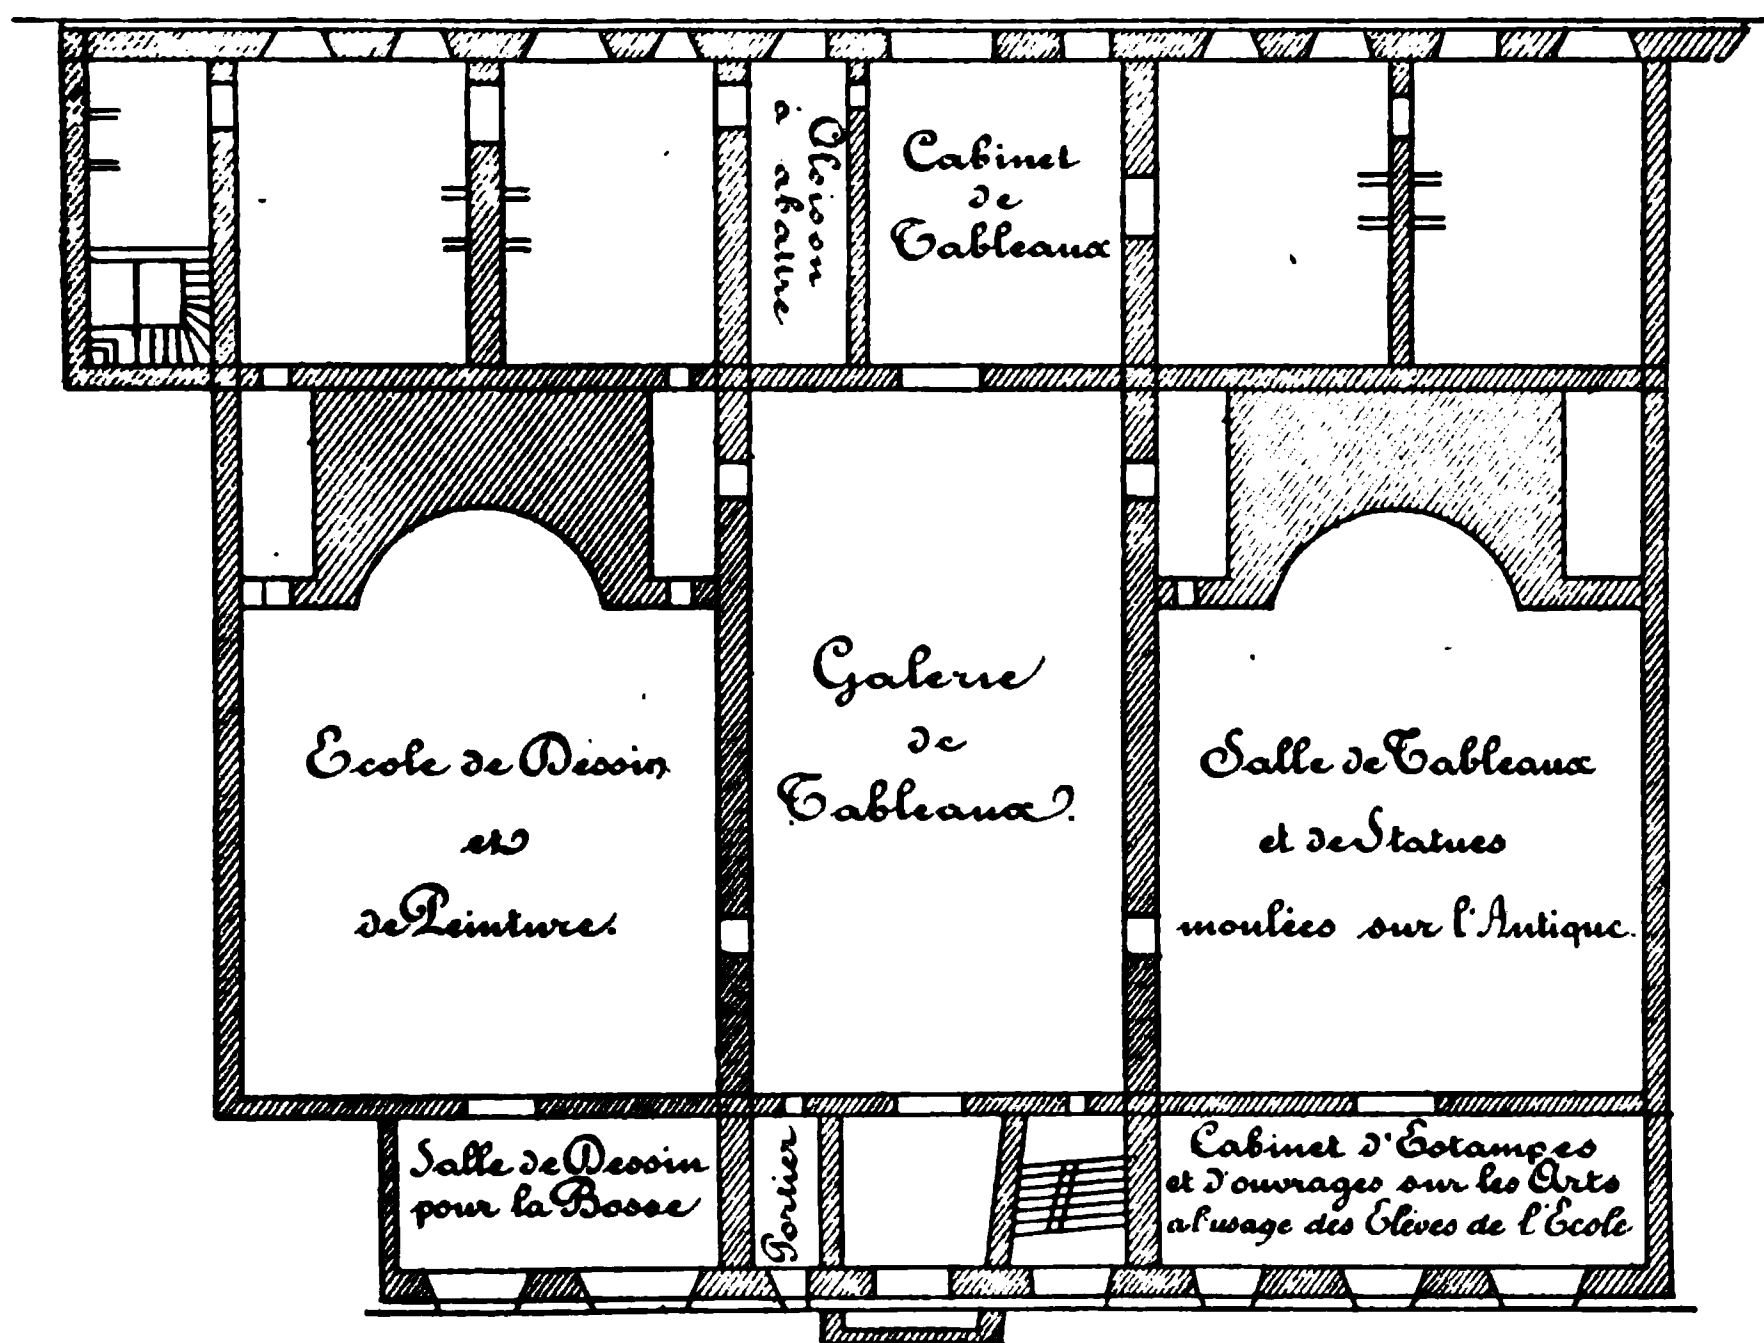 Cloison
à abattre
Cabinet
de
Tableaux
Galerie
de
Tableaux.
Ecole de Dessin
et
de Peinture.
Salle de Tableaux
et de Statues
moulées sur l'Antique.
Salle de Dessin
pour la Bosse
Portier
Cabinet d'Estampes
et d'ouvrages sur les Arts
a l'usage des Elèves de l'Ecole